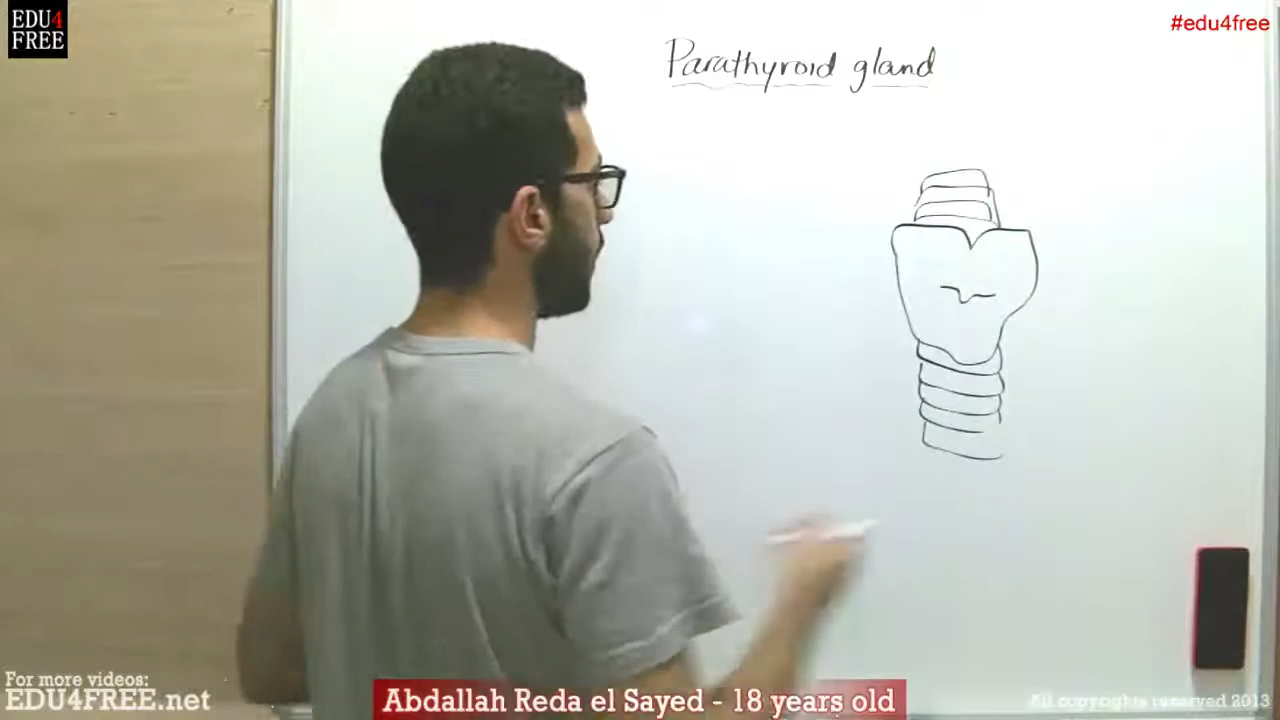 EDU4
FREE
#edu4free
Parathyroid gland
For more videos:
EDU4FREE.net
Abdallah Reda el Sayed - 18 years old
All copyrights reserved 2013